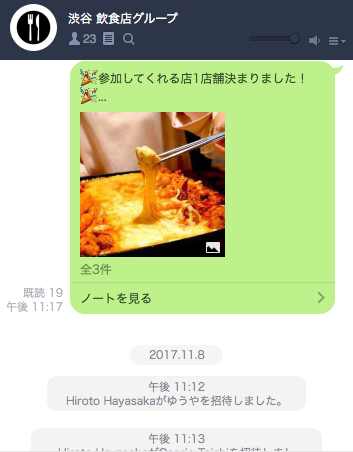 渋谷 飲食店グループ
23
🎉参加してくれる店1店舗決まりました！
🎉...
全3件
ノートを見る
既読 19
午後 11:17
2017.11.8
午後 11:12
Hiroto Hayasakaがゆうやを招待しました。
午後 11:13